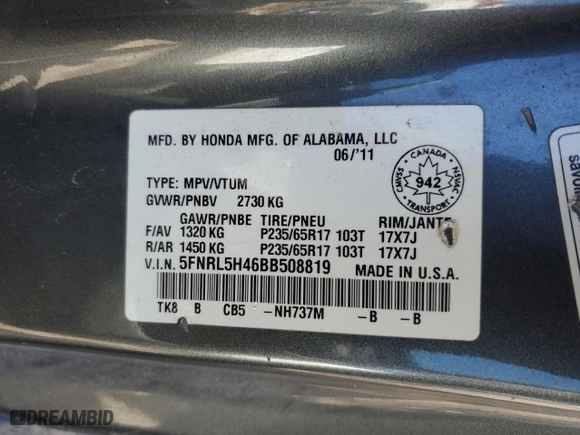 MFD. BY HONDA MFG. OF ALABAMA, LLC
06/'11
TYPE: MPV/VTUM
GVWR/PNBV 2730 KG
GAWR/PNBE TIRE/PNEU RIM/JANTE
F/AV 1320 KG P235/65R17 103T 17X7J
R/AR 1450 KG P235/65R17 103T 17X7J
V.I.N. 5FNRL5H46BB508819 MADE IN U.S.A.
TK8 B CB5 -NH737M -B -B
CANADA
CMVSS 942 NSVAC
TRANSPORT
DREAMBID